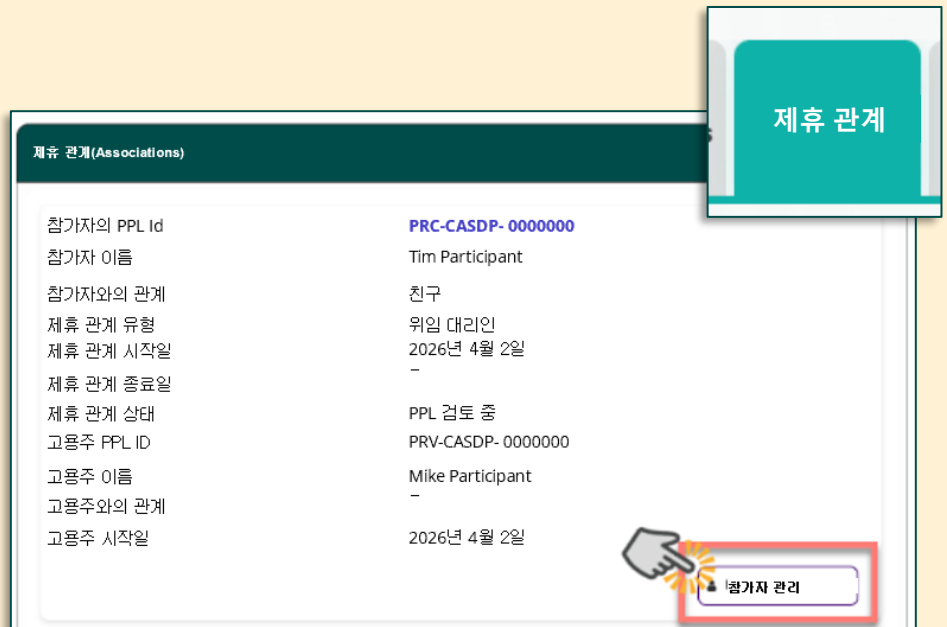 제휴 관계
제휴 관계(Associations)
참가자의 PPL Id PRC-CASDP- 0000000
참가자 이름 Tim Participant
참가자와의 관계 친구
제휴 관계 유형 위임 대리인
제휴 관계 시작일 2026년 4월 2일
제휴 관계 종료일 –
제휴 관계 상태 PPL 검토 중
고용주 PPL ID PRV-CASDP- 0000000
고용주 이름 Mike Participant
고용주와의 관계 –
고용주 시작일 2026년 4월 2일
참가자 관리